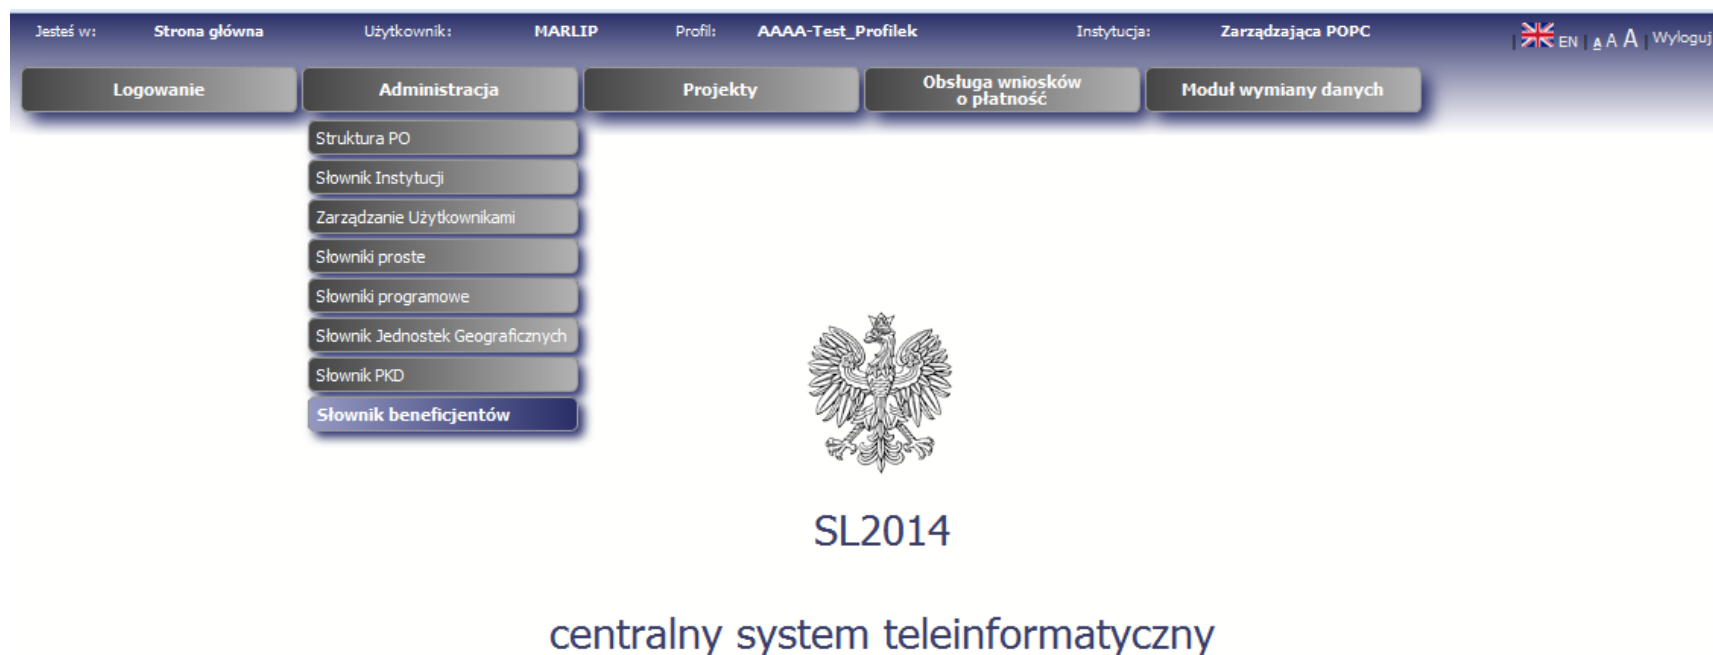 Jesteś w: Strona główna Użytkownik: MARLIP Profil: AAAA-Test_Profilek Instytucja: Zarządzająca POPC | EN | A A A | Wyloguj
Logowanie Administracja Projekty Obsługa wniosków o płatność Moduł wymiany danych
Struktura PO
Słownik Instytucji
Zarządzanie Użytkownikami
Słowniki proste
Słowniki programowe
Słownik Jednostek Geograficznych
Słownik PKD
Słownik beneficjentów
SL2014
centralny system teleinformatyczny